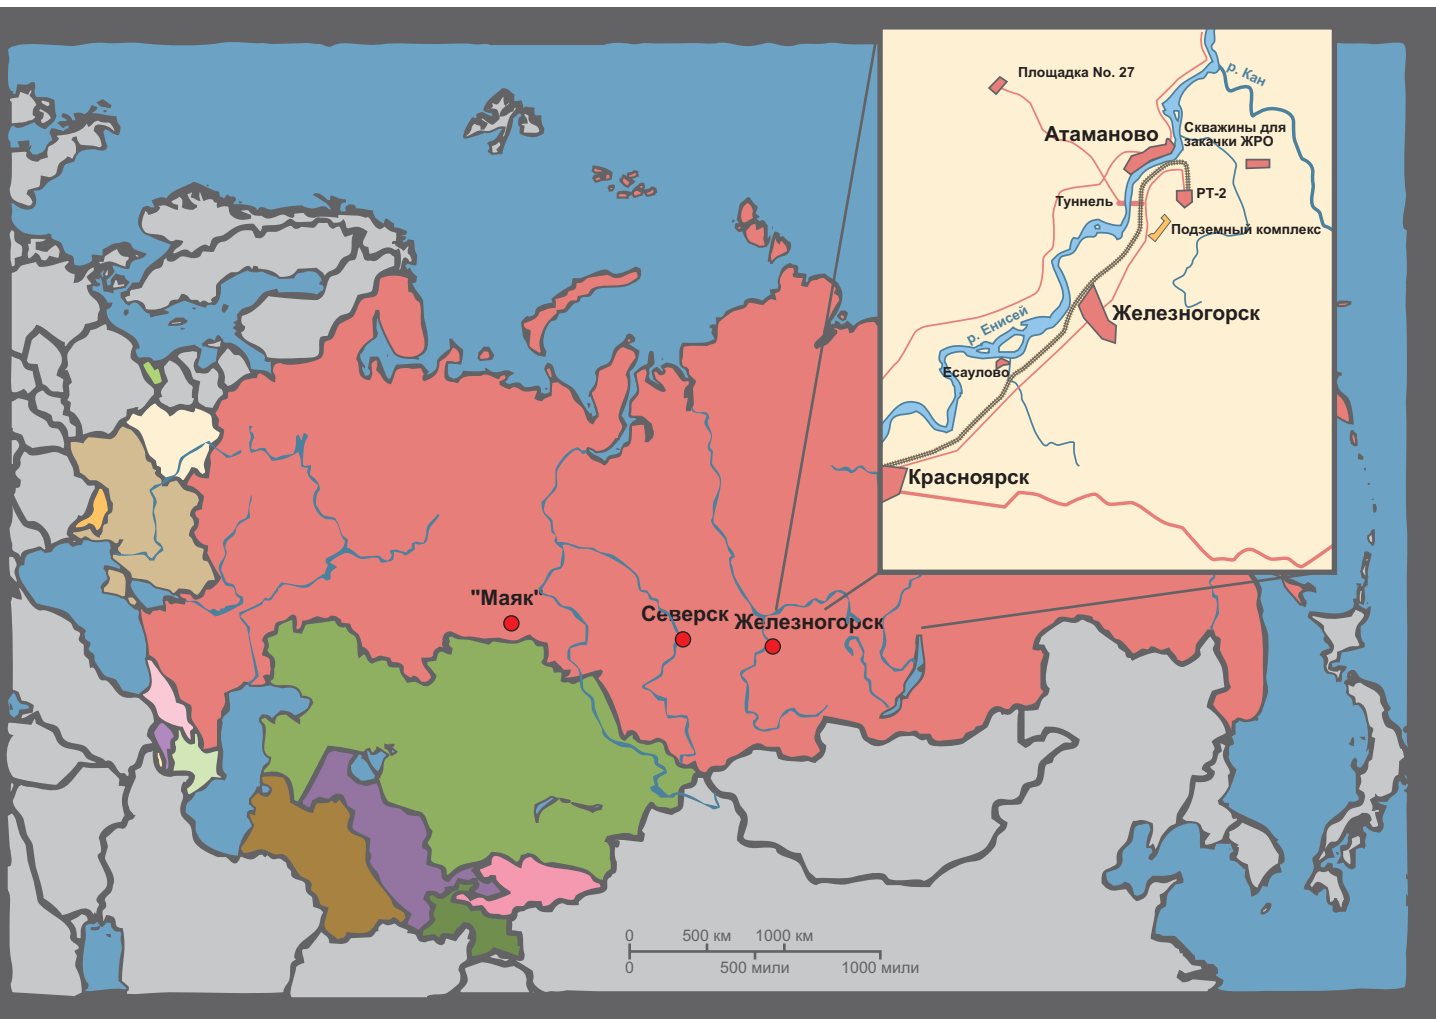 Площадка No. 27
р. Кан
Атаманово
Скважины для
закачки ЖРО
РТ-2
Туннель
Подземный комплекс
Железногорск
р. Енисей
Есаулово
Красноярск
"Маяк"
Северск
Железногорск
0 500 км 1000 км
0 500 мили 1000 мили